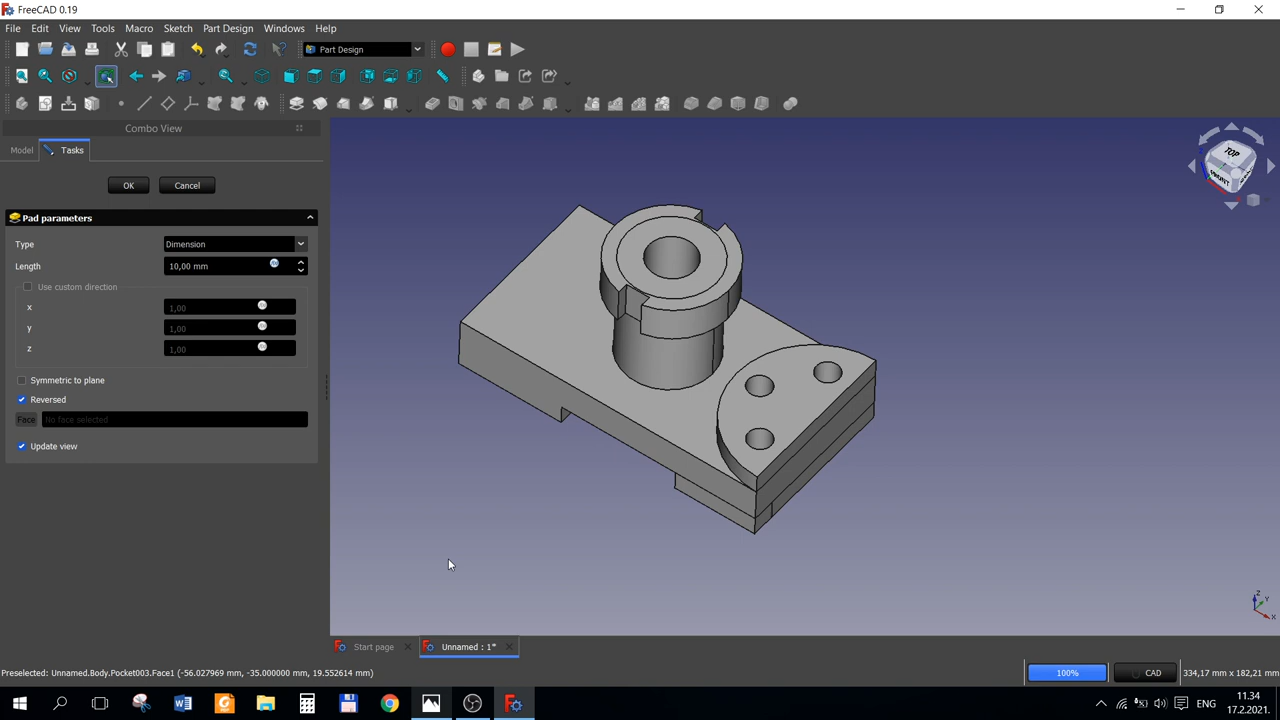 FreeCAD 0.19
File Edit View Tools Macro Sketch Part Design Windows Help
Part Design
Combo View
Model Tasks
OK Cancel
Pad parameters
Type Dimension
Length 10,00 mm
Use custom direction
x 1,00
y 1,00
z 1,00
Symmetric to plane
Reversed
Face No face selected
Update view
TOP
FRONT
Z
Y
X
Start page Unnamed : 1*
Preselected: Unnamed.Body.Pocket003.Face1 (-56.027969 mm, -35.000000 mm, 19.552614 mm) 100% CAD 334,17 mm x 182,21 mm
ENG 11.34
17.2.2021.